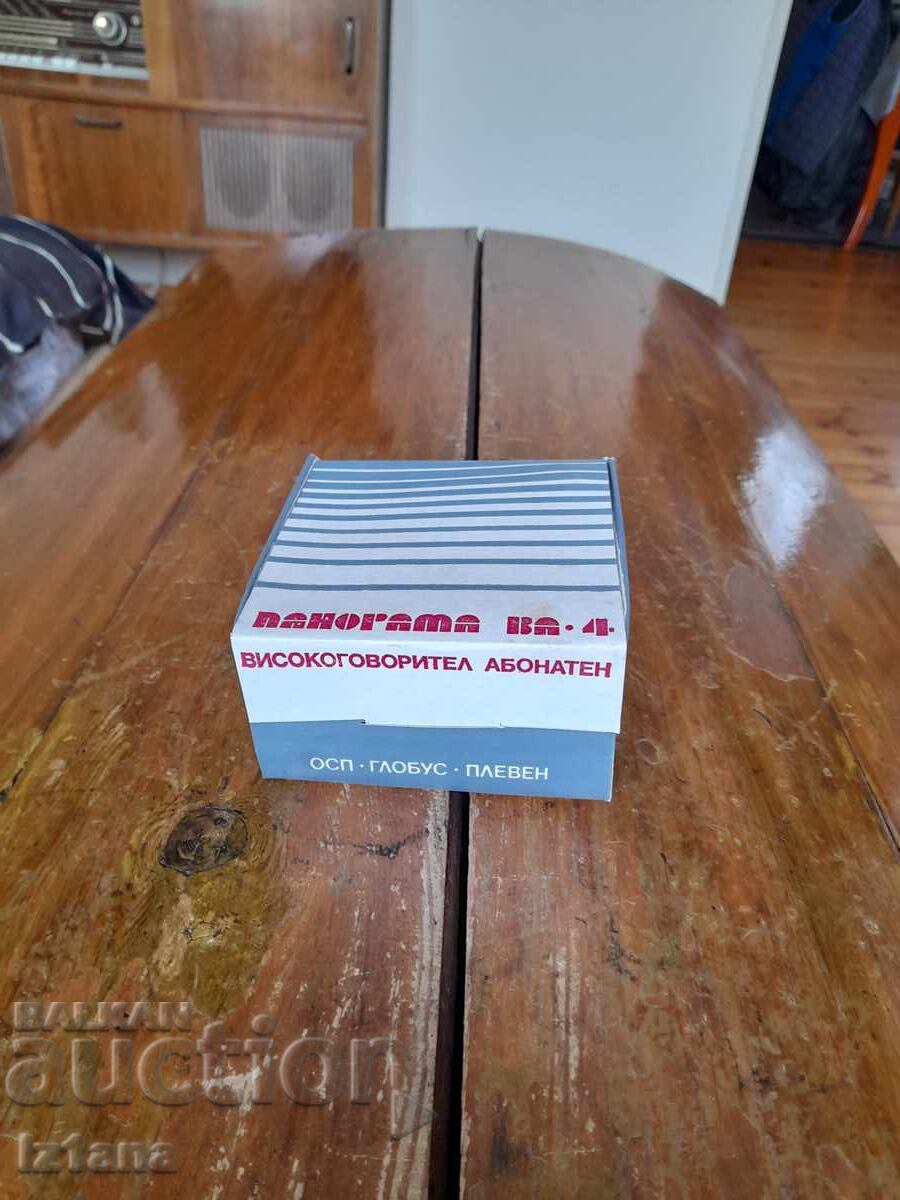 ПАНОРАМА ВА·4
ВИСОКОГОВОРИТЕЛ АБОНАТЕН
ОСП · ГЛОБУС · ПЛЕВЕН
BALKAN
auction
iz1ana